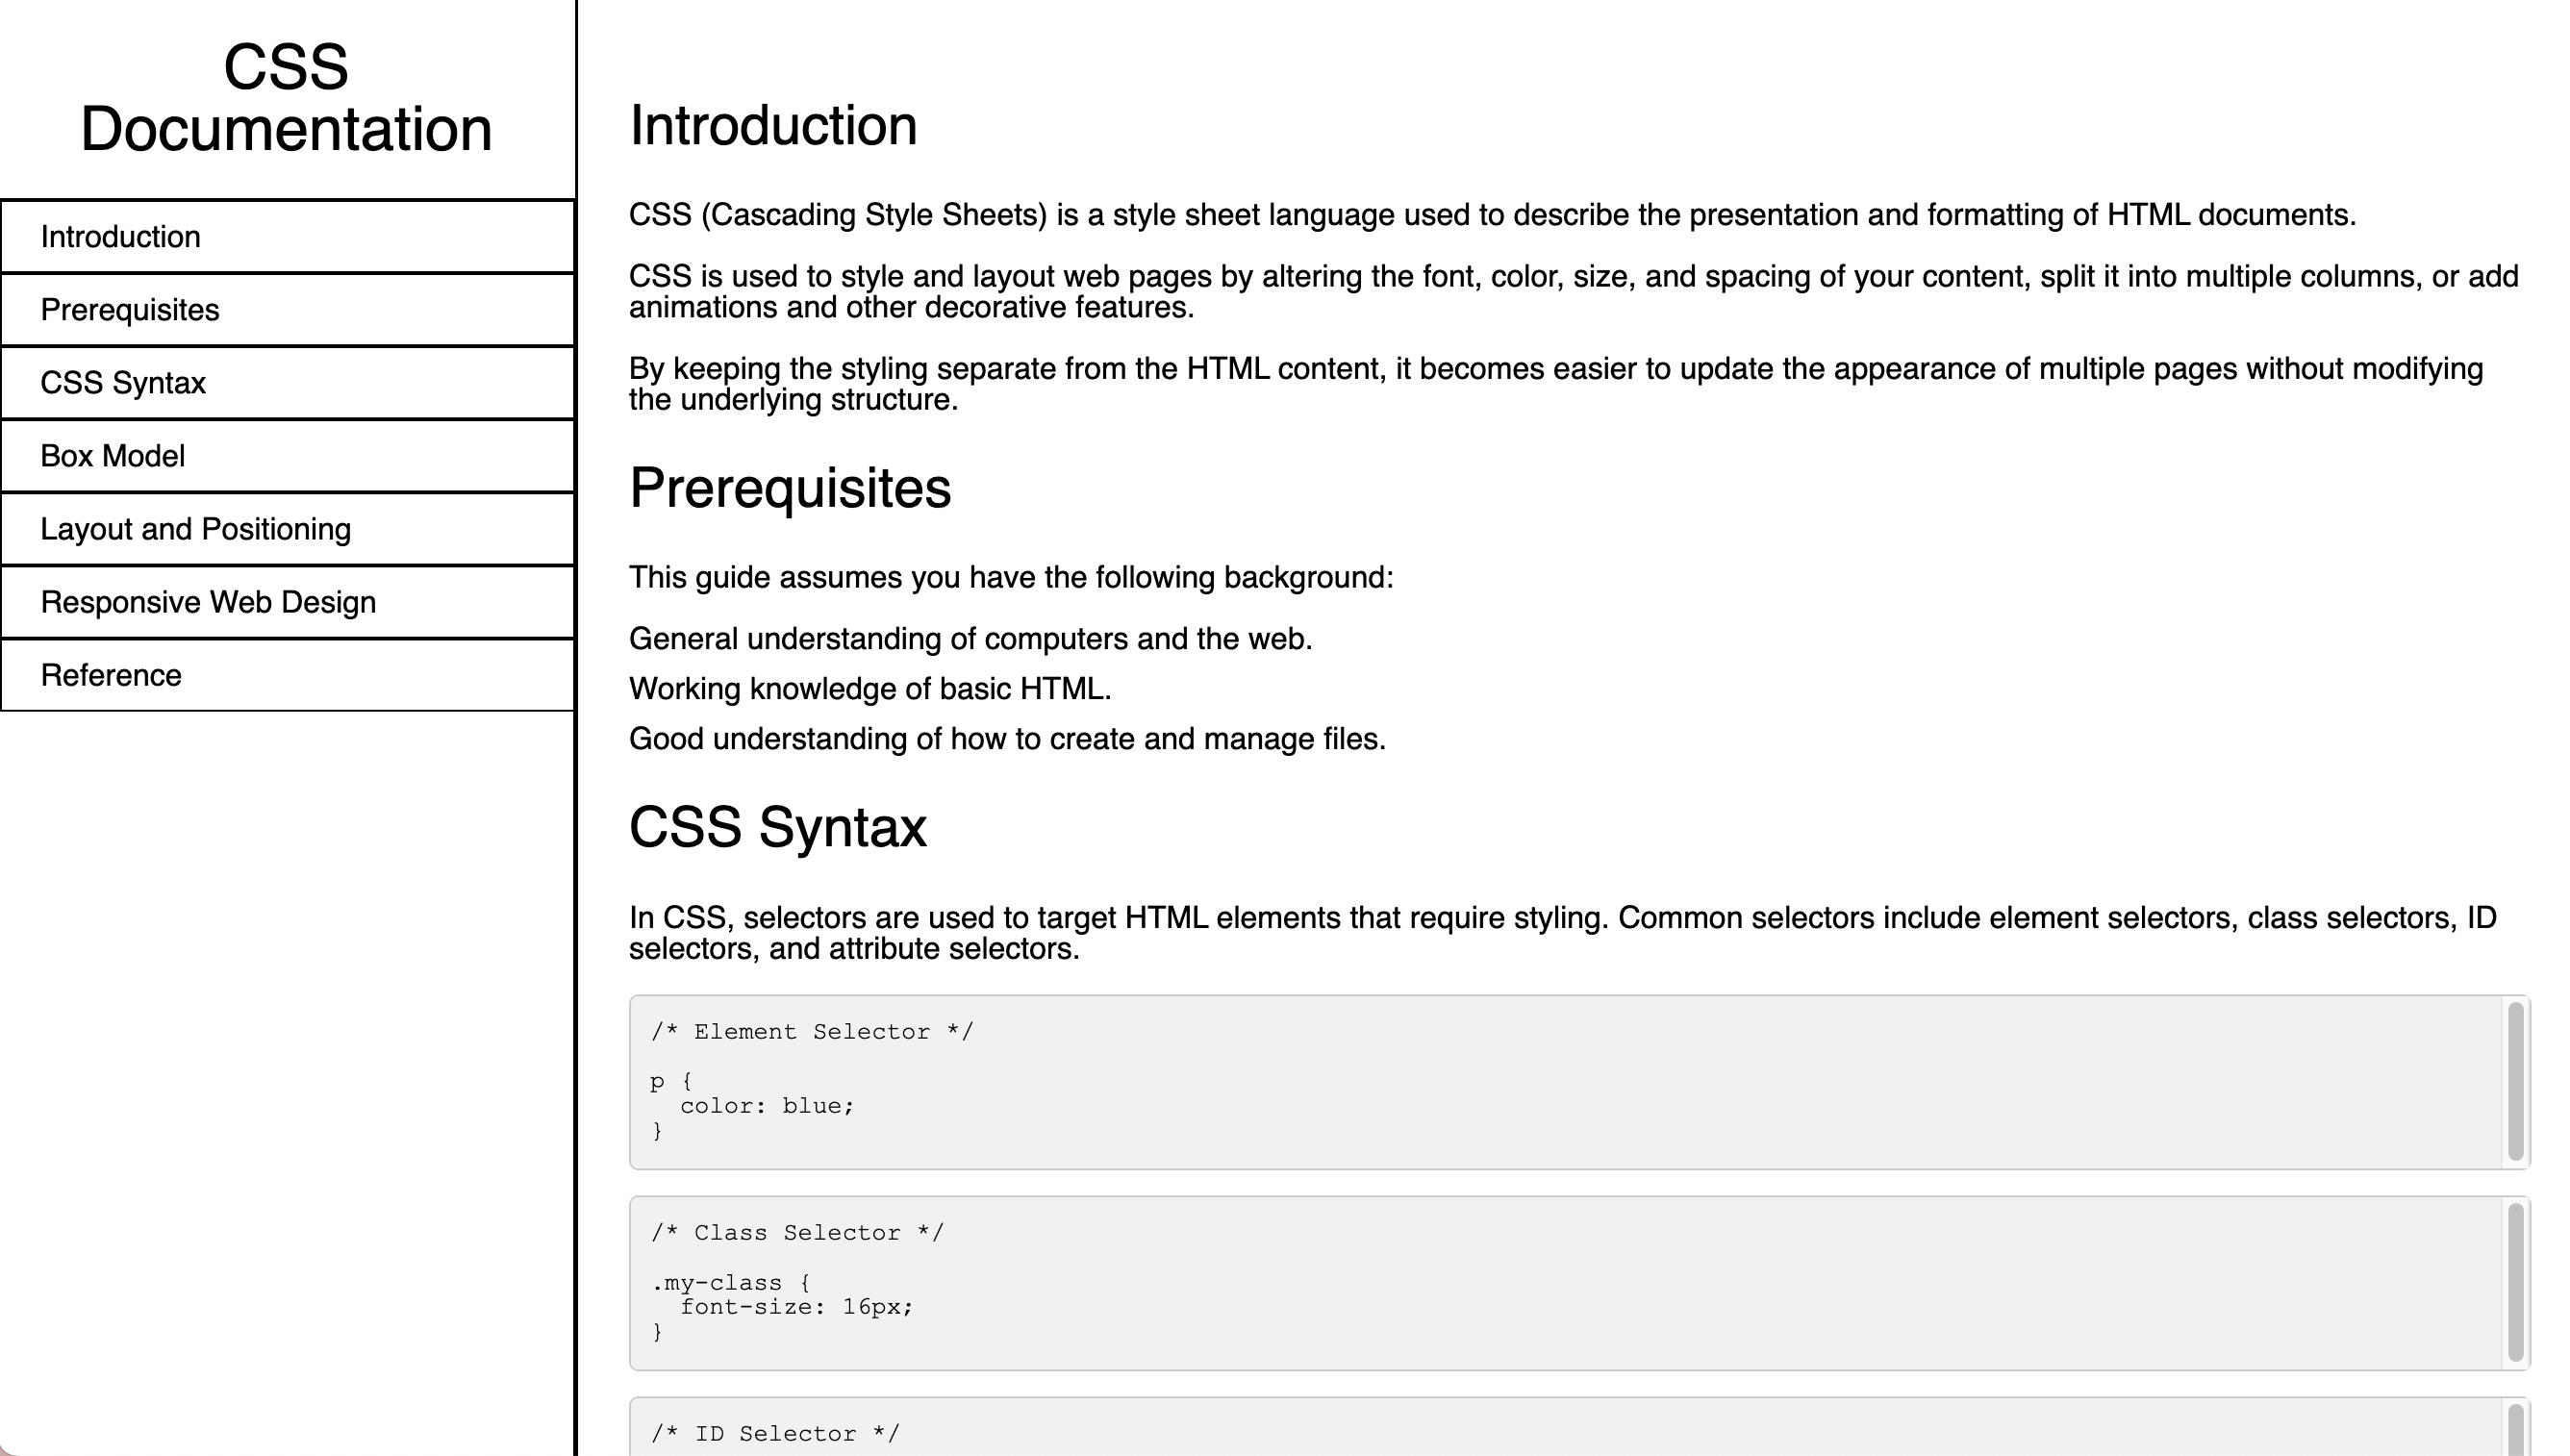 CSS
Documentation
Introduction
Prerequisites
CSS Syntax
Box Model
Layout and Positioning
Responsive Web Design
Reference
Introduction
CSS (Cascading Style Sheets) is a style sheet language used to describe the presentation and formatting of HTML documents.
CSS is used to style and layout web pages by altering the font, color, size, and spacing of your content, split it into multiple columns, or add
animations and other decorative features.
By keeping the styling separate from the HTML content, it becomes easier to update the appearance of multiple pages without modifying
the underlying structure.
Prerequisites
This guide assumes you have the following background:
General understanding of computers and the web.
Working knowledge of basic HTML.
Good understanding of how to create and manage files.
CSS Syntax
In CSS, selectors are used to target HTML elements that require styling. Common selectors include element selectors, class selectors, ID
selectors, and attribute selectors.
/* Element Selector */
p {
  color: blue;
}
/* Class Selector */
.my-class {
  font-size: 16px;
}
/* ID Selector */